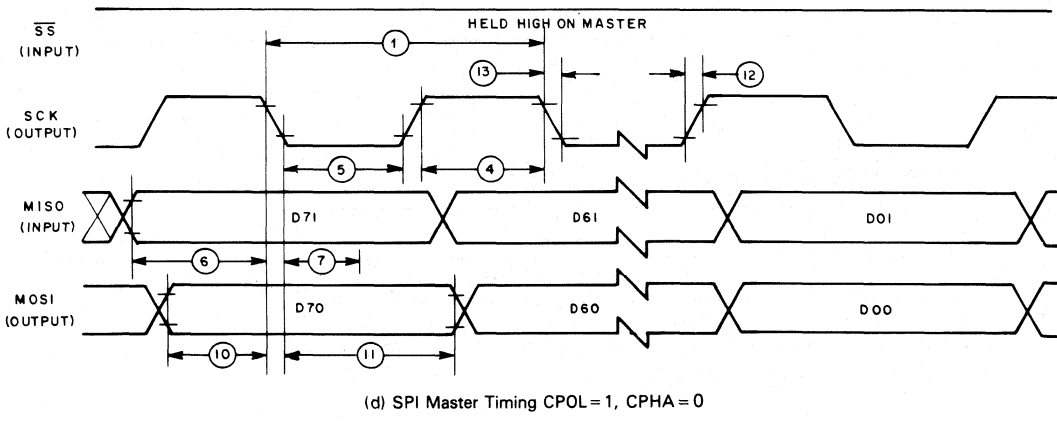 HELD HIGH ON MASTER
SS
(INPUT)
1
13
12
SCK
(OUTPUT)
5
4
MISO
(INPUT)
D71
D61
D01
6
7
MOSI
(OUTPUT)
D70
D60
D00
10
11
(d) SPI Master Timing CPOL=1, CPHA=0